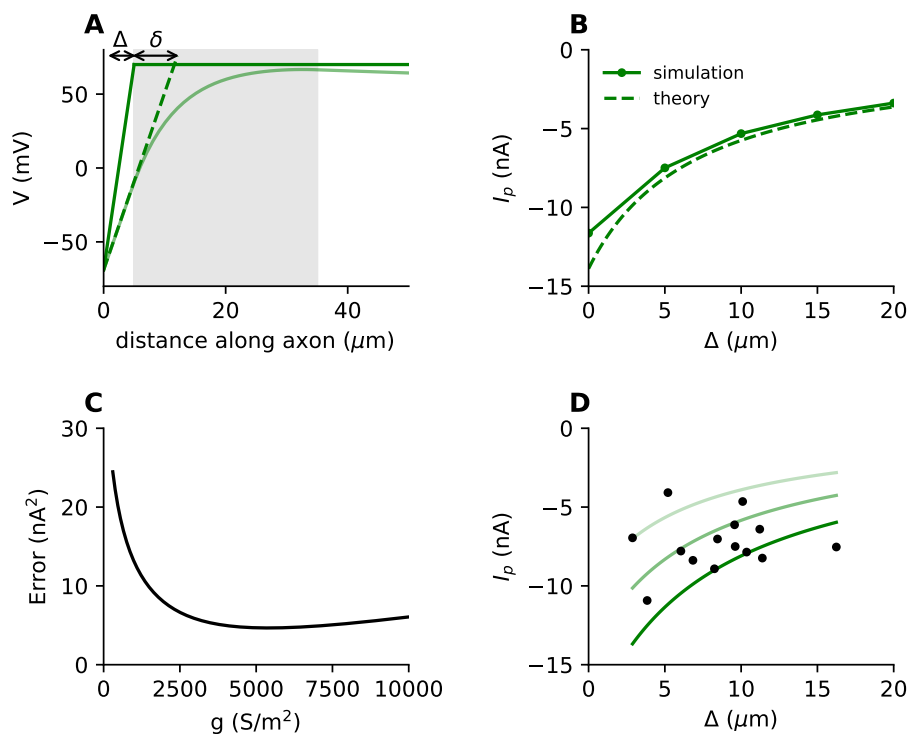 A
Δ δ
50
0
−50
V (mV)
0 20 40
distance along axon (μm)
B
0
−5
−10
−15
I_p (nA)
simulation
theory
0 5 10 15 20
Δ (μm)
C
30
20
10
0
Error (nA²)
0 2500 5000 7500 10000
g (S/m²)
D
0
−5
−10
−15
I_p (nA)
0 5 10 15 20
Δ (μm)